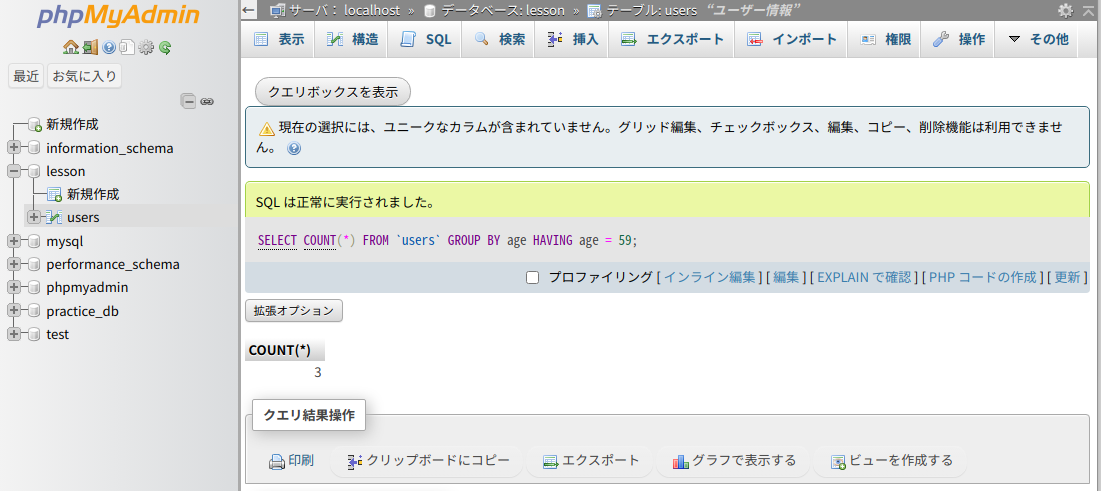 phpMyAdmin
最近 お気に入り
新規作成
information_schema
lesson
新規作成
users
mysql
performance_schema
phpmyadmin
practice_db
test
サーバ: localhost » データベース: lesson » テーブル: users “ユーザー情報”
表示 構造 SQL 検索 挿入 エクスポート インポート 権限 操作 その他
クエリボックスを表示
現在の選択には、ユニークなカラムが含まれていません。グリッド編集、チェックボックス、編集、コピー、削除機能は利用できませ
ん。
SQL は正常に実行されました。
SELECT COUNT(*) FROM `users` GROUP BY age HAVING age = 59;
プロファイリング [ インライン編集 ] [ 編集 ] [ EXPLAIN で確認 ] [ PHP コードの作成 ] [ 更新 ]
拡張オプション
COUNT(*)
3
クエリ結果操作
印刷 クリップボードにコピー エクスポート グラフで表示する ビューを作成する